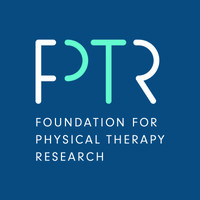 FPTR
FOUNDATION FOR
PHYSICAL THERAPY
RESEARCH